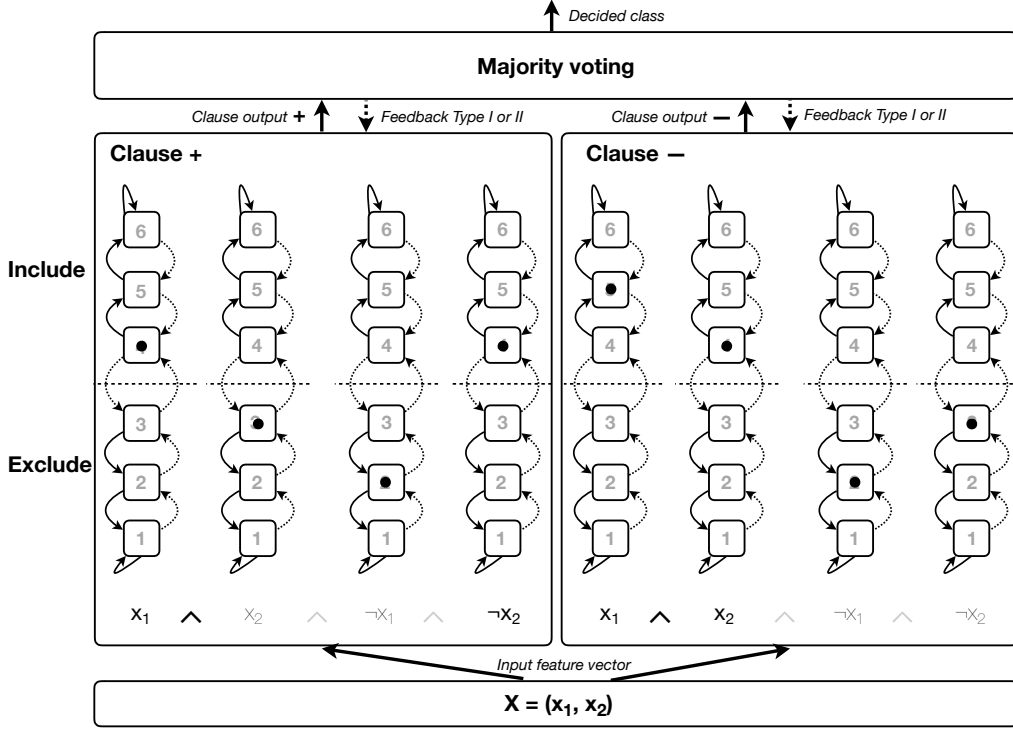 Decided class
Majority voting
Clause output + Feedback Type I or II Clause output — Feedback Type I or II
Clause + Clause —
6 6 6 6 6 6 6 6
Include
5 5 5 5 5 5 5
4 4 4 4 4
3 3 3 3 3 3
Exclude
2 2 2 2 2 2
1 1 1 1 1 1 1 1
x₁ ∧ x₂ ∧ ¬x₁ ∧ ¬x₂ x₁ ∧ x₂ ∧ ¬x₁ ∧ ¬x₂
Input feature vector
X = (x₁, x₂)